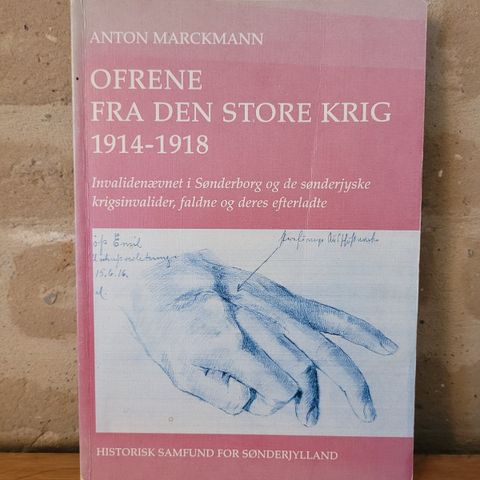 ANTON MARCKMANN
OFRENE
FRA DEN STORE KRIG
1914-1918
Invalidenævnet i Sønderborg og de sønderjyske
krigsinvalider, faldne og deres efterladte
Emil
15.6.16.
HISTORISK SAMFUND FOR SØNDERJYLLAND